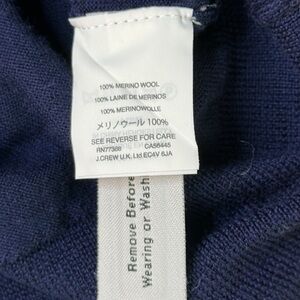 100% MERINO WOOL
100% LAINE DE MERINOS
100% MERINOWOLLE
メリノウール 100%
SEE REVERSE FOR CARE
RN77388 CA56445
J.CREW U.K. Ltd EC4V 6JA
Remove Before
Wearing or Wash